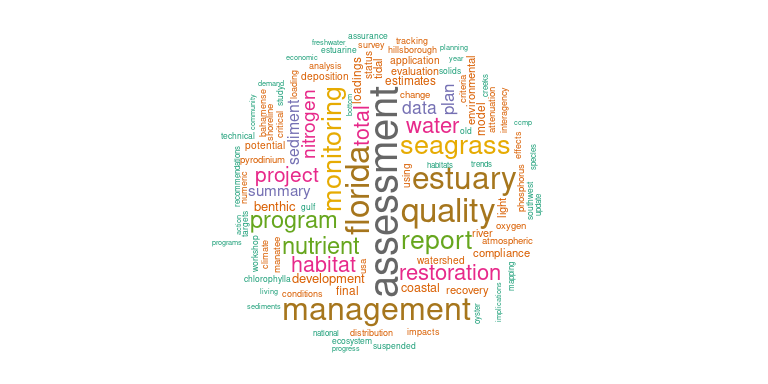 assurance
freshwater
survey
tracking
estuarine
hillsborough
planning
economic
status
tidal
application
year
analysis
evaluation
solids
deposition
estimates
demand
loading
study
loadings
change
criteria
environmental
creeks
community
bahamense
shoreline
critical
sediment
nitrogen
monitoring
bottom
total
assessment
data
plan
model
attenuation
interagency
ccmp
technical
water
old
effects
potential
florida
seagrass
pyrodinium
habitats
trends
species
recommendations
numeric
project
using
estuary
phosphorus
southwest
update
summary
benthic
gulf
quality
light
action
targets
program
oxygen
programs
workshop
climate
manatee
nutrient
report
river
atmospheric
habitat
usa
watershed
compliance
chlorophylla
development
restoration
mapping
living
conditions
final
coastal
recovery
implications
sediments
management
oyster
national
distribution
impacts
ecosystem
progress
suspended